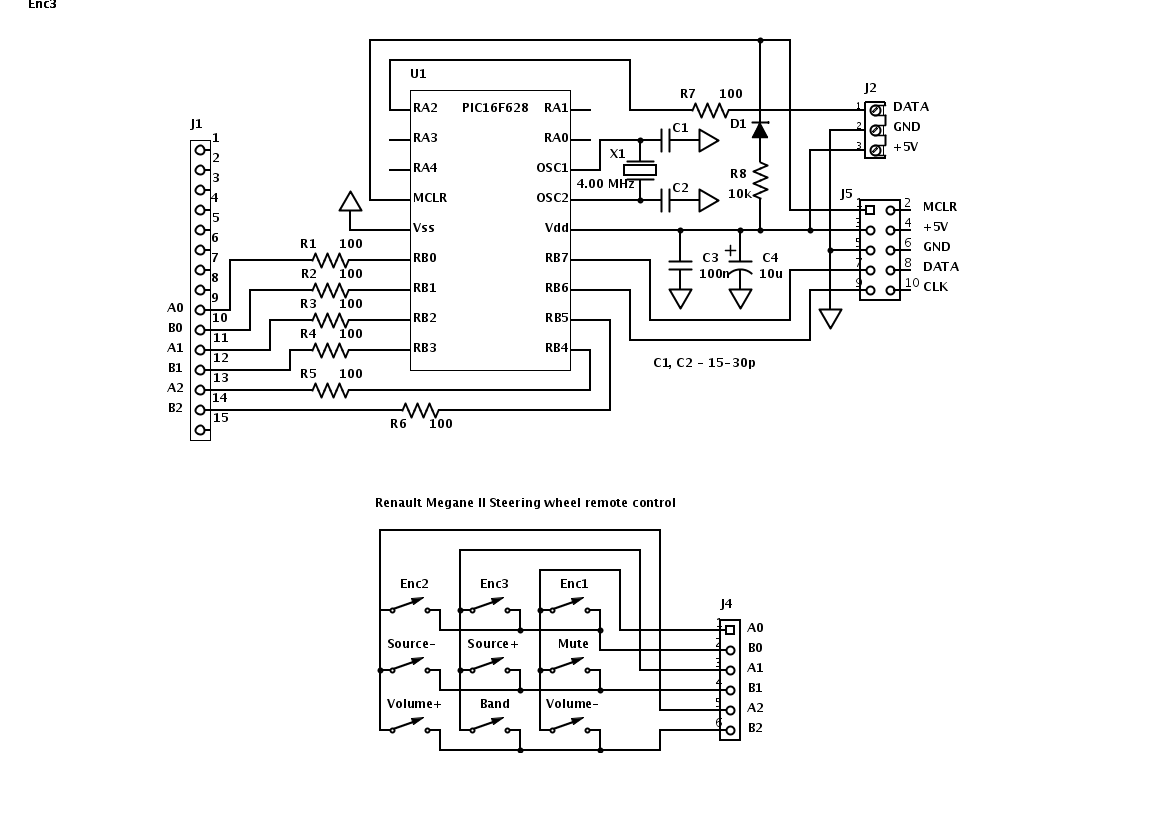 Enc3
U1
PIC16F628
RA2
RA3
RA4
MCLR
Vss
RB0
RB1
RB2
RB3
RA1
RA0
OSC1
OSC2
Vdd
RB7
RB6
RB5
RB4
J1
1
2
3
4
5
6
7
8
9
10
11
12
13
14
15
A0
B0
A1
B1
A2
B2
R1 100
R2 100
R3 100
R4 100
R5 100
R6 100
R7 100
C1
X1
4.00 MHz
C2
D1
R8
10k
C3
100n
+
C4
10u
C1, C2 - 15-30p
J2
1 DATA
2 GND
3 +5V
J5
1 2 MCLR
3 4 +5V
5 6 GND
7 8 DATA
9 10 CLK
Renault Megane II Steering wheel remote control
Enc2 Enc3 Enc1
Source- Source+ Mute
Volume+ Band Volume-
J4
1 A0
2 B0
3 A1
4 B1
5 A2
6 B2